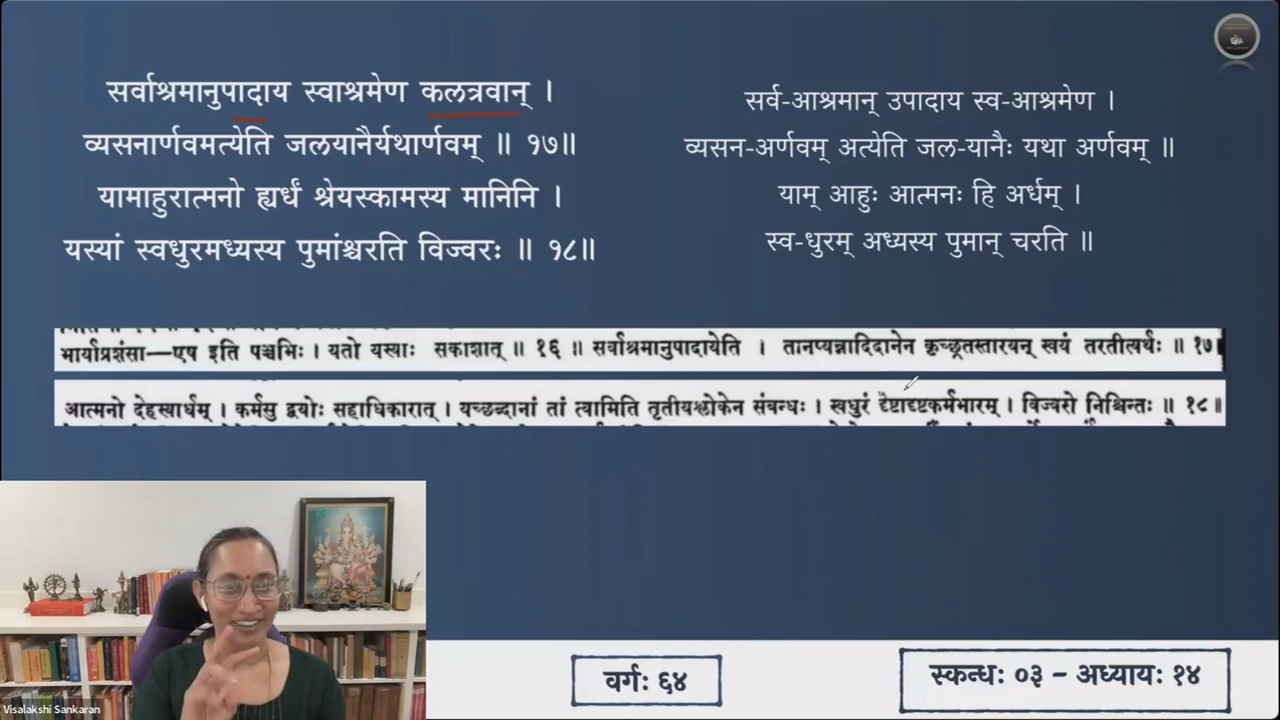 सर्वाश्रमानुपादाय स्वाश्रमेण कलत्रवान् ।
व्यसनार्णवमत्येति जलयानैर्यथार्णवम् ॥ १७॥
यामाहुरात्मनो ह्यर्धं श्रेयस्कामस्य मानिनि ।
यस्यां स्वधुरमध्यस्य पुमांश्चरति विज्वरः ॥ १८॥
सर्व-आश्रमान् उपादाय स्व-आश्रमेण ।
व्यसन-अर्णवम् अत्येति जल-यानैः यथा अर्णवम् ॥
याम् आहुः आत्मनः हि अर्धम् ।
स्व-धुरम् अध्यस्य पुमान् चरति ॥
भार्याप्रशंसा—एष इति पञ्चभिः । यतो यस्याः सकाशात् ॥ १६ ॥ सर्वाश्रमानुपादायेति । तानप्यन्नादिदानेन कृच्छ्रतस्तारयन् स्वयं तरतीत्यर्थः ॥ १७
आत्मनो देहस्यार्धम् । कर्मसु द्वयोः सहाधिकारात् । यच्छब्दानां तां त्वामिति तृतीयश्लोकेन संबन्धः । स्वधुरं दृष्टादृष्टकर्मभारम् । विज्वरो निश्चिन्तः ॥ १८॥
Visalakshi Sankaran
वर्गः ६४
स्कन्धः ०३ – अध्यायः १४